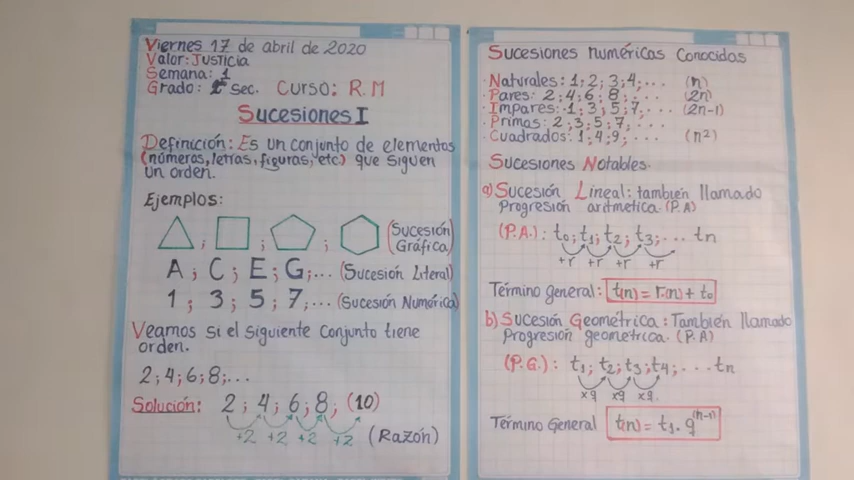 Viernes 17 de abril de 2020
Valor: Justicia
Semana: 1
Grado: 1º Sec. Curso: R.M
Sucesiones I
Definición: Es un conjunto de elementos
(números, letras, figuras, etc) que siguen
un orden.
Ejemplos:
; ; ; (Sucesión
Gráfica)
A ; C ; E ; G ; ... (Sucesión Literal)
1 ; 3 ; 5 ; 7 ; ... (Sucesión Numérica)
Veamos si el siguiente conjunto tiene
orden.
2 ; 4 ; 6 ; 8 ; ...
Solución: 2 ; 4 ; 6 ; 8 ; (10)
+2 +2 +2 +2 (Razón)
Sucesiones Numéricas Conocidas
· Naturales: 1; 2; 3; 4; ... (n)
· Pares: 2; 4; 6; 8; ... (2n)
· Impares: 1; 3; 5; 7; ... (2n-1)
· Primos: 2; 3; 5; 7; ...
· Cuadrados: 1; 4; 9; ... (n²)
Sucesiones Notables.
a) Sucesión Lineal: también llamado
Progresión aritmetica. (P.A)
(P.A.): t₀; t₁; t₂; t₃; ... tn
+r +r +r +r
Término general: t(n) = r.(n) + t₀
b) Sucesión Geométrica: También llamado
Progresión geométrica. (P.A)
(P.G.): t₁; t₂; t₃; t₄; ... tn
xq xq xq.
Término General t(n) = t₁ . q⁽ⁿ⁻¹⁾